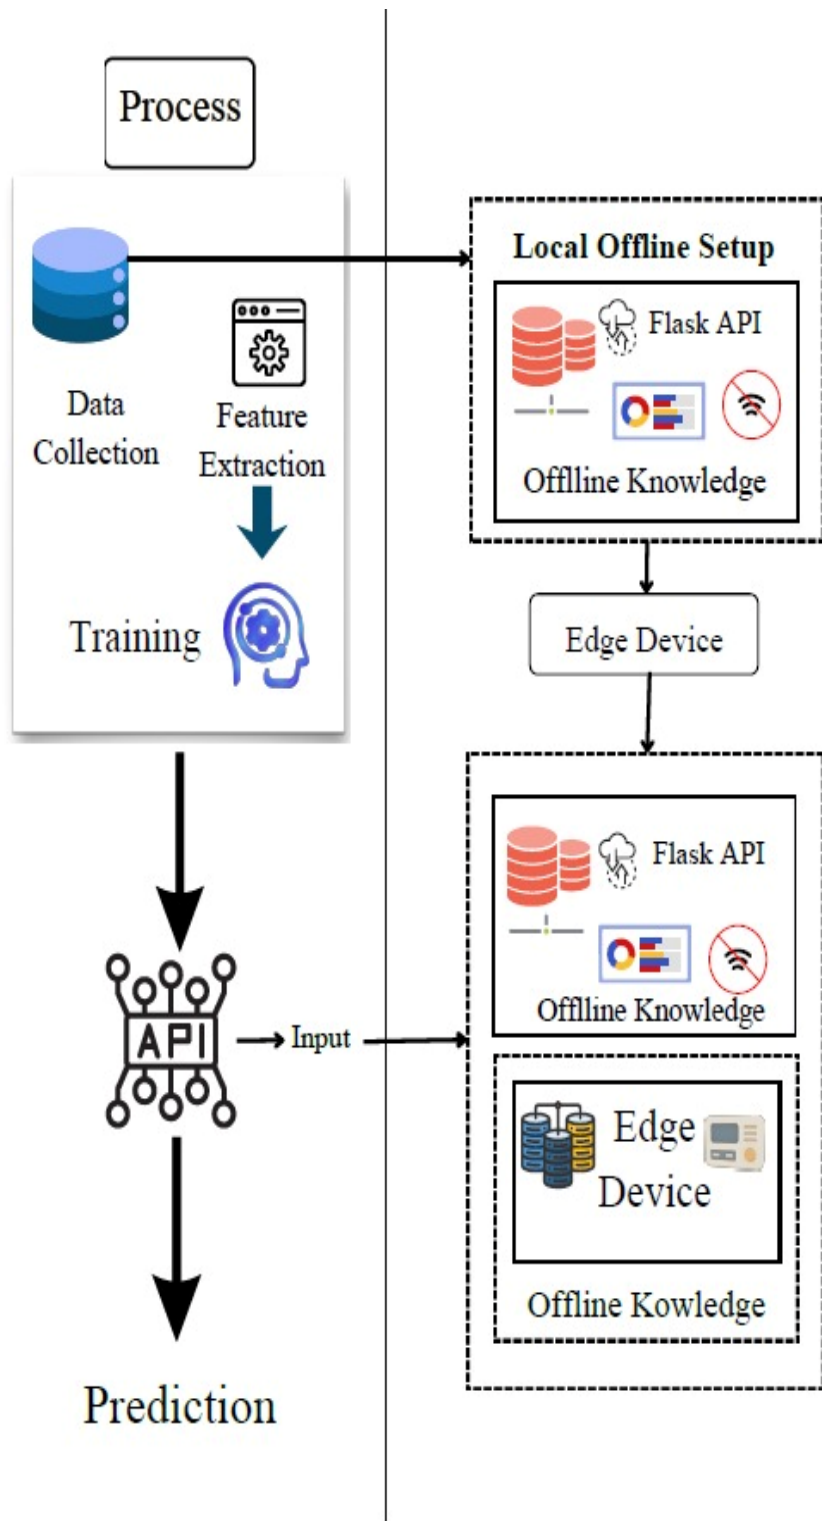 Process
Data
Collection
Feature
Extraction
Training
API
Input
Prediction
Local Offline Setup
Flask API
Offlline Knowledge
Edge Device
Flask API
Offlline Knowledge
Edge
Device
Offline Kowledge